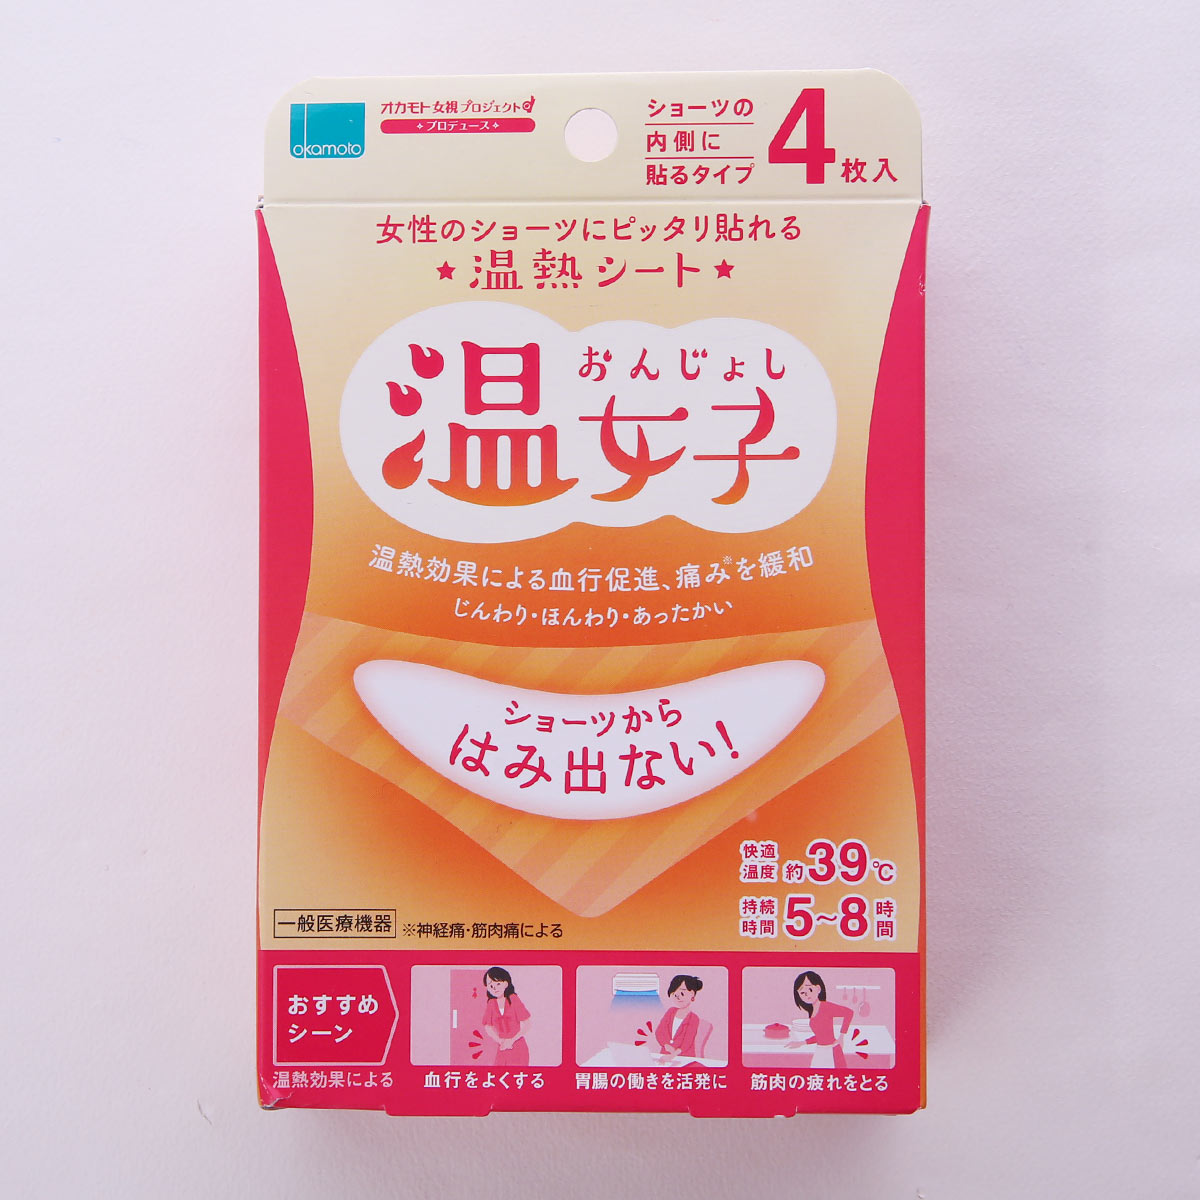 okamoto
オカモト女視プロジェクト
プロデュース
ショーツの
内側に
貼るタイプ
4枚入
女性のショーツにピッタリ貼れる
★温熱シート★
おんじょし
温女子
温熱効果による血行促進、痛み※を緩和
じんわり・ほんわり・あったかい
ショーツから
はみ出ない!
快適温度 約39℃
持続時間 5~8時間
一般医療機器 ※神経痛・筋肉痛による
おすすめ
シーン
温熱効果による
血行をよくする
胃腸の働きを活発に
筋肉の疲れをとる